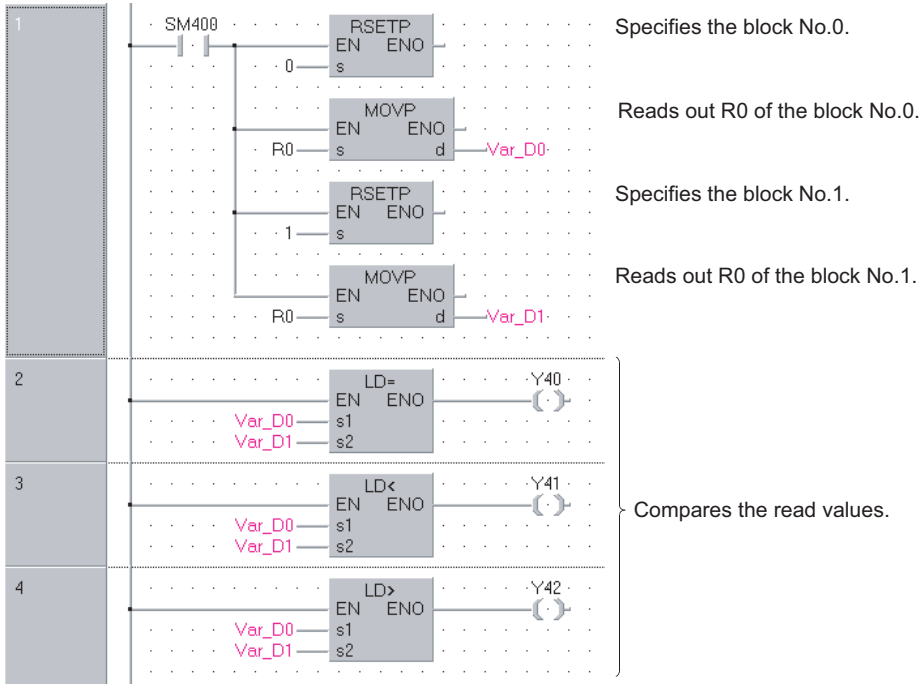 1
SM400
RSETP
EN ENO
0 s
Specifies the block No.0.
MOVP
EN ENO
R0 s d Var_D0
Reads out R0 of the block No.0.
RSETP
EN ENO
1 s
Specifies the block No.1.
MOVP
EN ENO
R0 s d Var_D1
Reads out R0 of the block No.1.
2
LD=
Y40
EN ENO
Var_D0 s1
Var_D1 s2
3
LD<
Y41
EN ENO
Var_D0 s1
Var_D1 s2
Compares the read values.
4
LD>
Y42
EN ENO
Var_D0 s1
Var_D1 s2